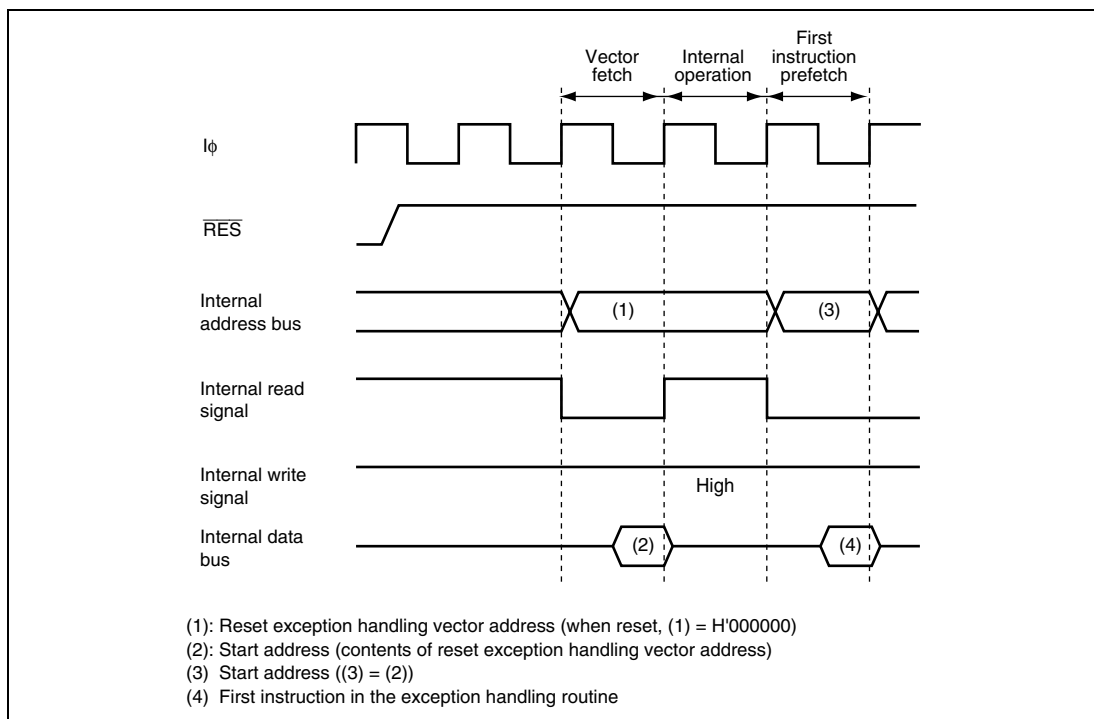 Vector
fetch
Internal
operation
First
instruction
prefetch
Iϕ
RES
Internal
address bus
(1)
(3)
Internal read
signal
Internal write
signal
High
Internal data
bus
(2)
(4)
(1): Reset exception handling vector address (when reset, (1) = H'000000)
(2): Start address (contents of reset exception handling vector address)
(3) Start address ((3) = (2))
(4) First instruction in the exception handling routine